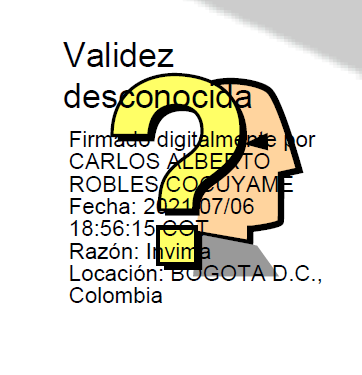 Validez
desconocida
Firmado digitalmente por
CARLOS ALBERTO
ROBLES COCUYAME
Fecha: 2021/07/06
18:56:15 COT
Razón: Invima
Locación: BOGOTA D.C.,
Colombia